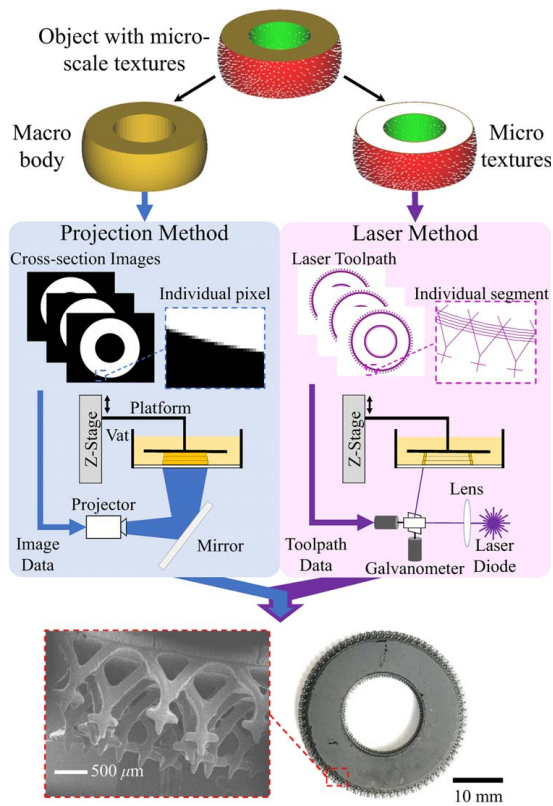 Object with micro-
scale textures
Macro
body
Micro
textures
Projection Method
Cross-section Images
Individual pixel
Z-Stage
Platform
Vat
Projector
Image
Data
Mirror
Laser Method
Laser Toolpath
Individual segment
Z-Stage
Lens
Toolpath
Data
Galvanometer
Laser
Diode
500 μm
10 mm